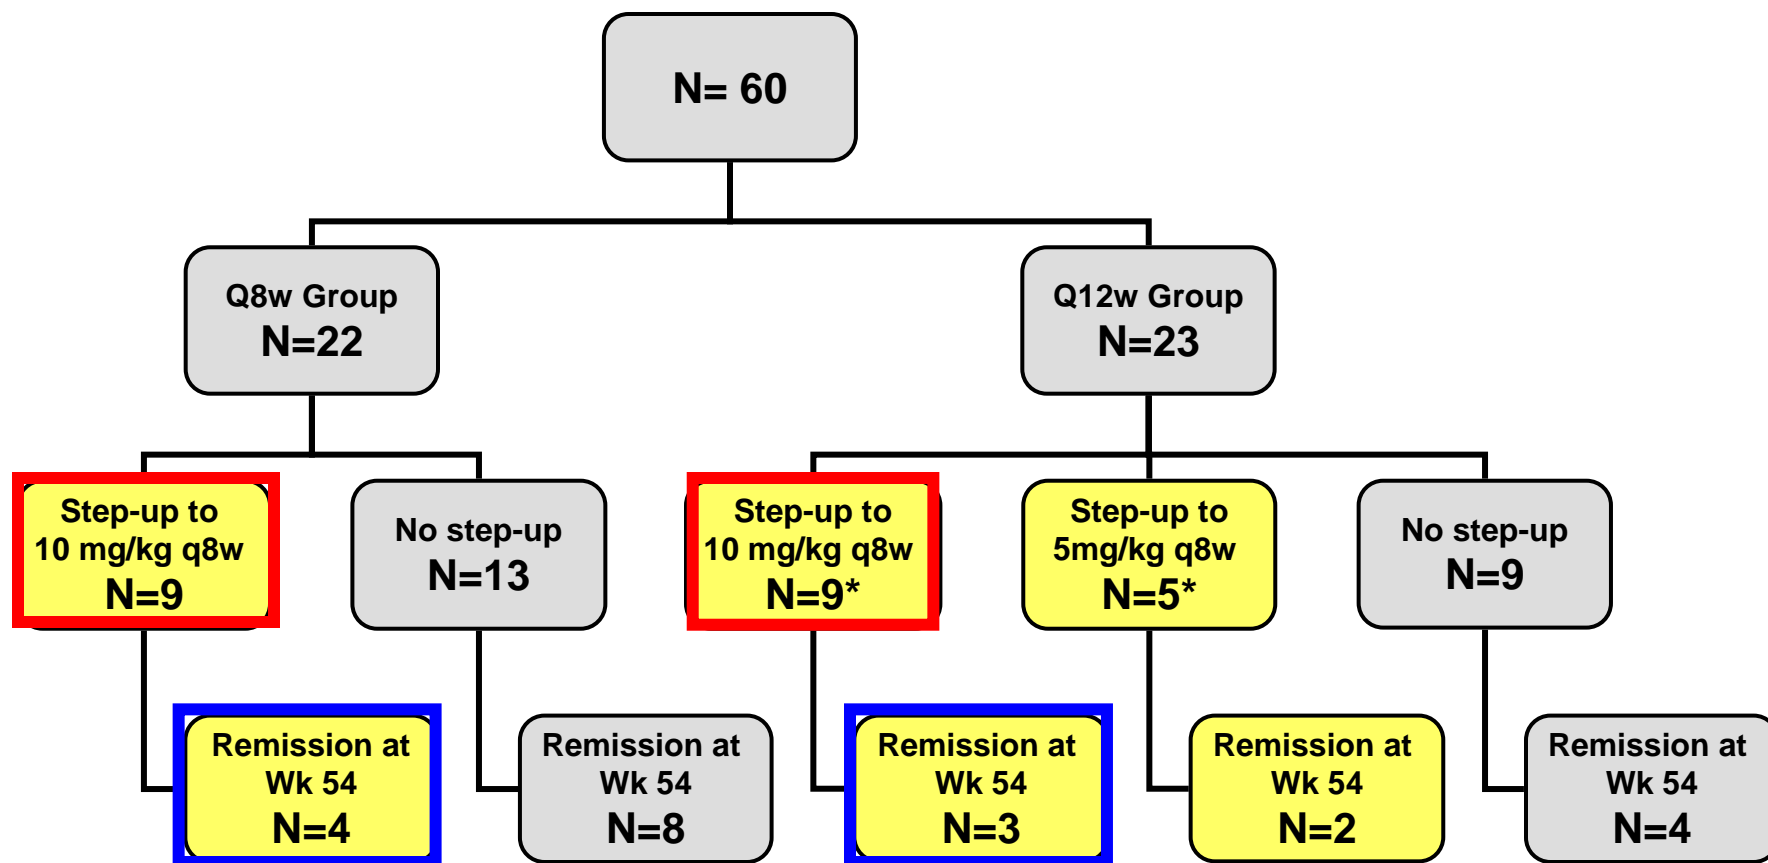 N= 60
Q8w Group
N=22
Q12w Group
N=23
Step-up to
10 mg/kg q8w
N=9
No step-up
N=13
Step-up to
10 mg/kg q8w
N=9*
Step-up to
5mg/kg q8w
N=5*
No step-up
N=9
Remission at
Wk 54
N=4
Remission at
Wk 54
N=8
Remission at
Wk 54
N=3
Remission at
Wk 54
N=2
Remission at
Wk 54
N=4